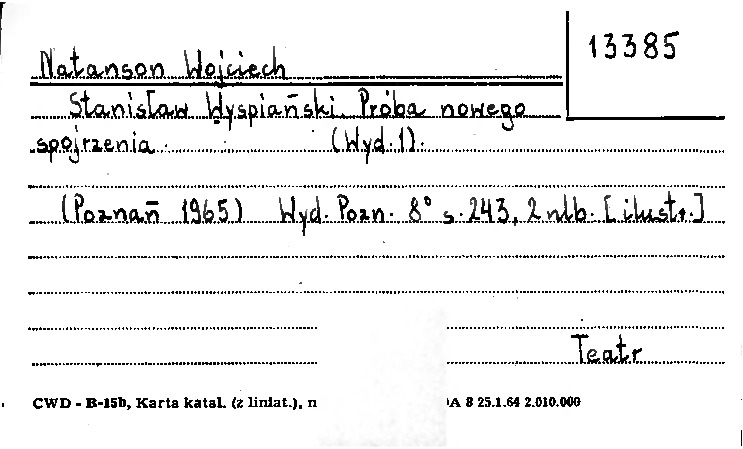 13385
Natanson Wojciech
Stanisław Wyspiański. Próba nowego
spojrzenia (Wyd. 1).
(Poznań 1965) Wyd. Pozn. 8° s. 243, 2 nlb. [ilustr.]
Teatr
CWD - B-15b, Karta katal. (z liniat.), n DA 8 25.1.64 2.010.000